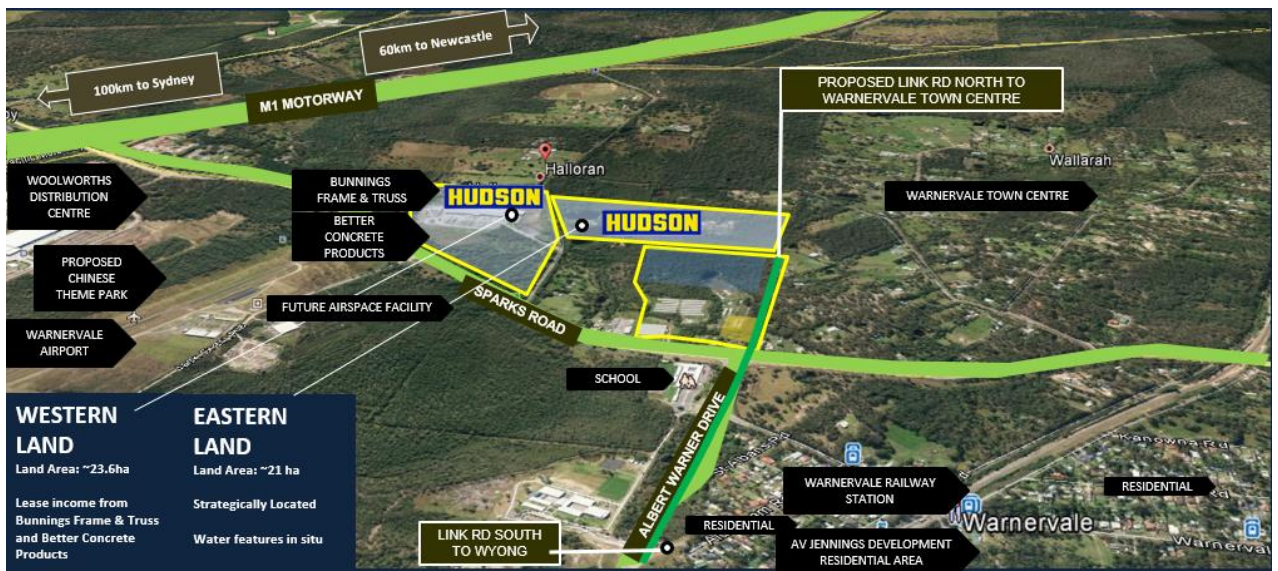 60km to Newcastle
100km to Sydney
M1 MOTORWAY
PROPOSED LINK RD NORTH TO
WARNERVALE TOWN CENTRE
Halloran
Wallarah
WOOLWORTHS
DISTRIBUTION
CENTRE
BUNNINGS
FRAME & TRUSS
HUDSON
HUDSON
BETTER
CONCRETE
PRODUCTS
WARNERVALE TOWN CENTRE
PROPOSED
CHINESE
THEME PARK
FUTURE AIRSPACE FACILITY
SPARKS ROAD
WARNERVALE
AIRPORT
SCHOOL
ALBERT WARNER DRIVE
WESTERN
LAND
Land Area: ~23.6ha
Lease income from
Bunnings Frame & Truss
and Better Concrete
Products
EASTERN
LAND
Land Area: ~21 ha
Strategically Located
Water features in situ
LINK RD SOUTH
TO WYONG
RESIDENTIAL
WARNERVALE RAILWAY
STATION
RESIDENTIAL
Kanowna Rd
Warnervale
AV JENNINGS DEVELOPMENT
RESIDENTIAL AREA